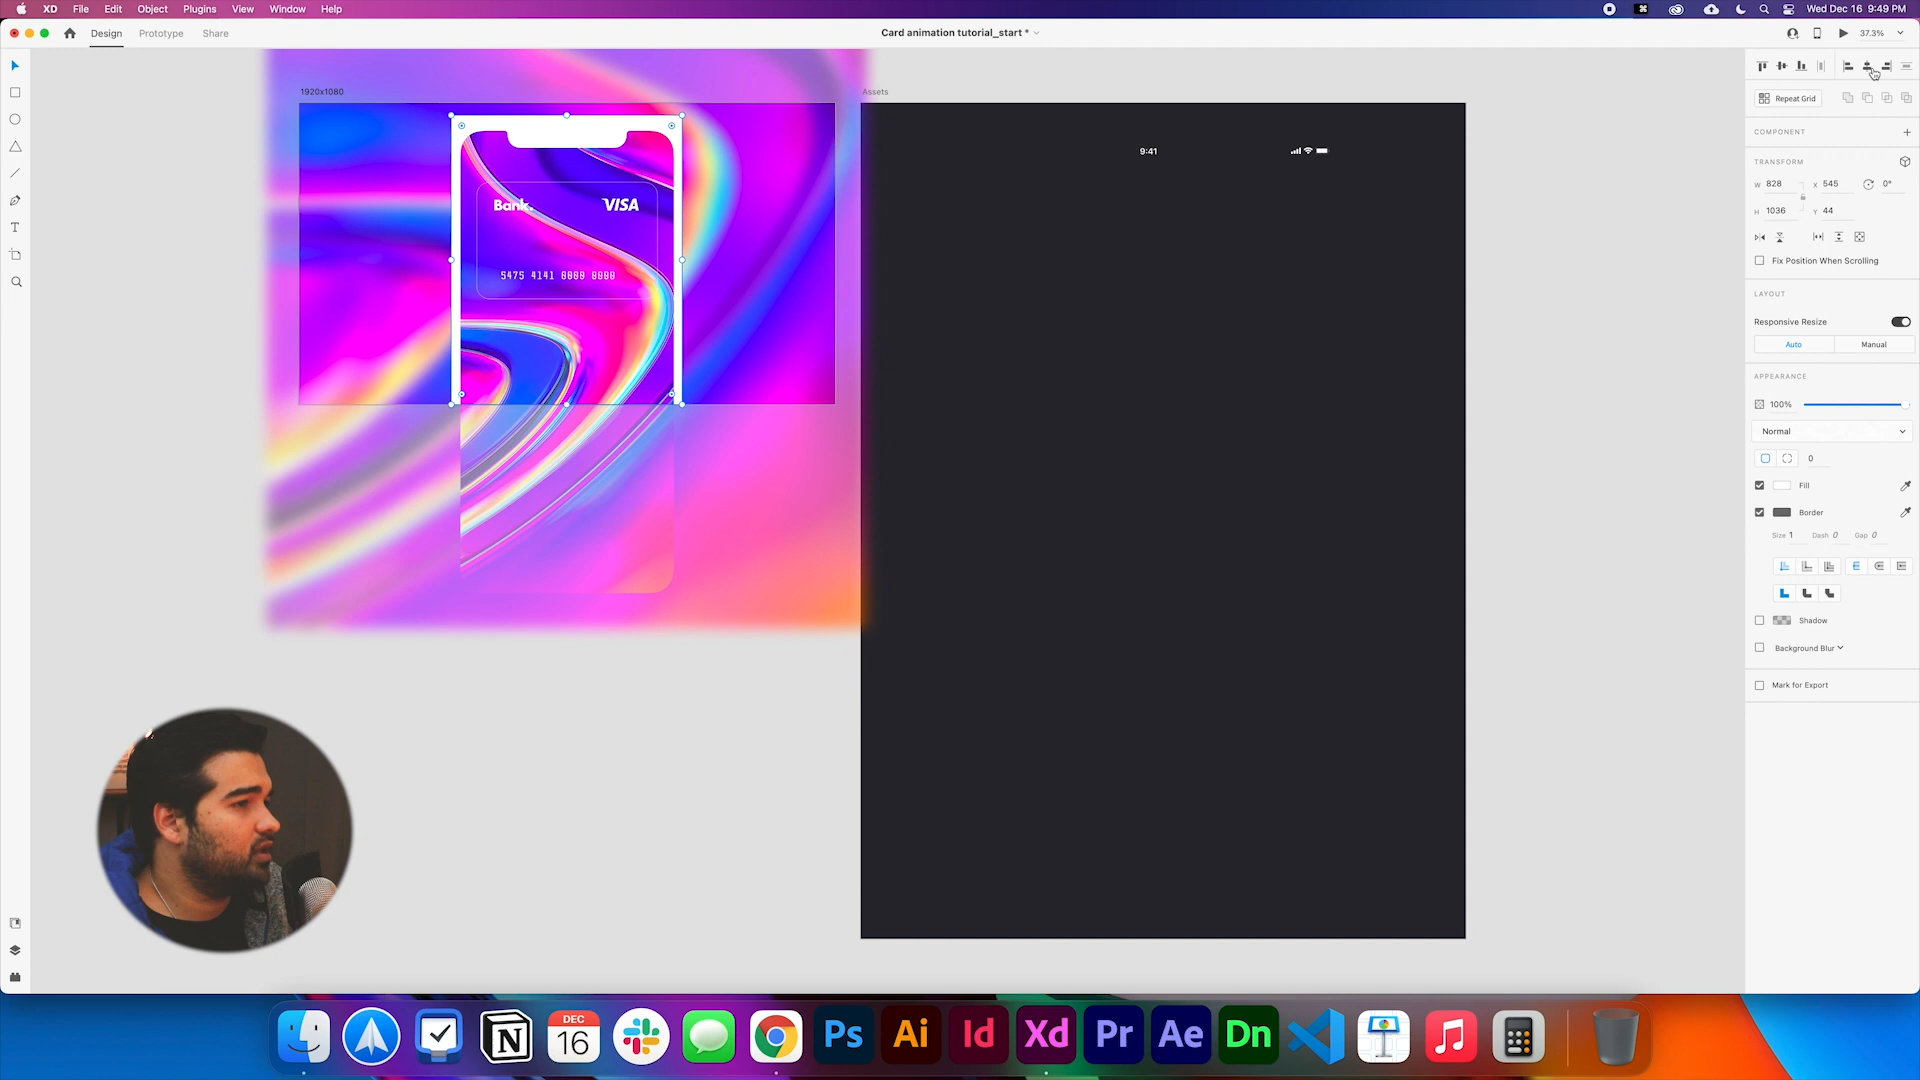 XD File Edit Object Plugins View Window Help
Wed Dec 16 9:49 PM
Design Prototype Share
Card animation tutorial_start *
37.3%
1920x1080
Assets
Bank.
VISA
5475 4141 0000 0000
9:41
Repeat Grid
COMPONENT
TRANSFORM
W 828 X 545 0°
H 1036 Y 44
Fix Position When Scrolling
LAYOUT
Responsive Resize
Auto Manual
APPEARANCE
100%
Normal
0
Fill
Border
Size 1 Dash 0 Gap 0
Shadow
Background Blur
Mark for Export
DEC
16
Ps
Ai
Id
Xd
Pr
Ae
Dn